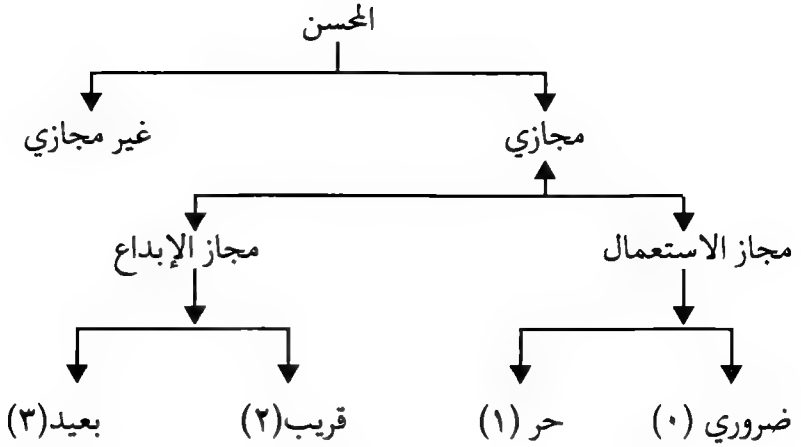 المحسن
مجازي غير مجازي
مجاز الاستعمال مجاز الإبداع
ضروري (٠) حر (١) قريب (٢) بعيد (٣)